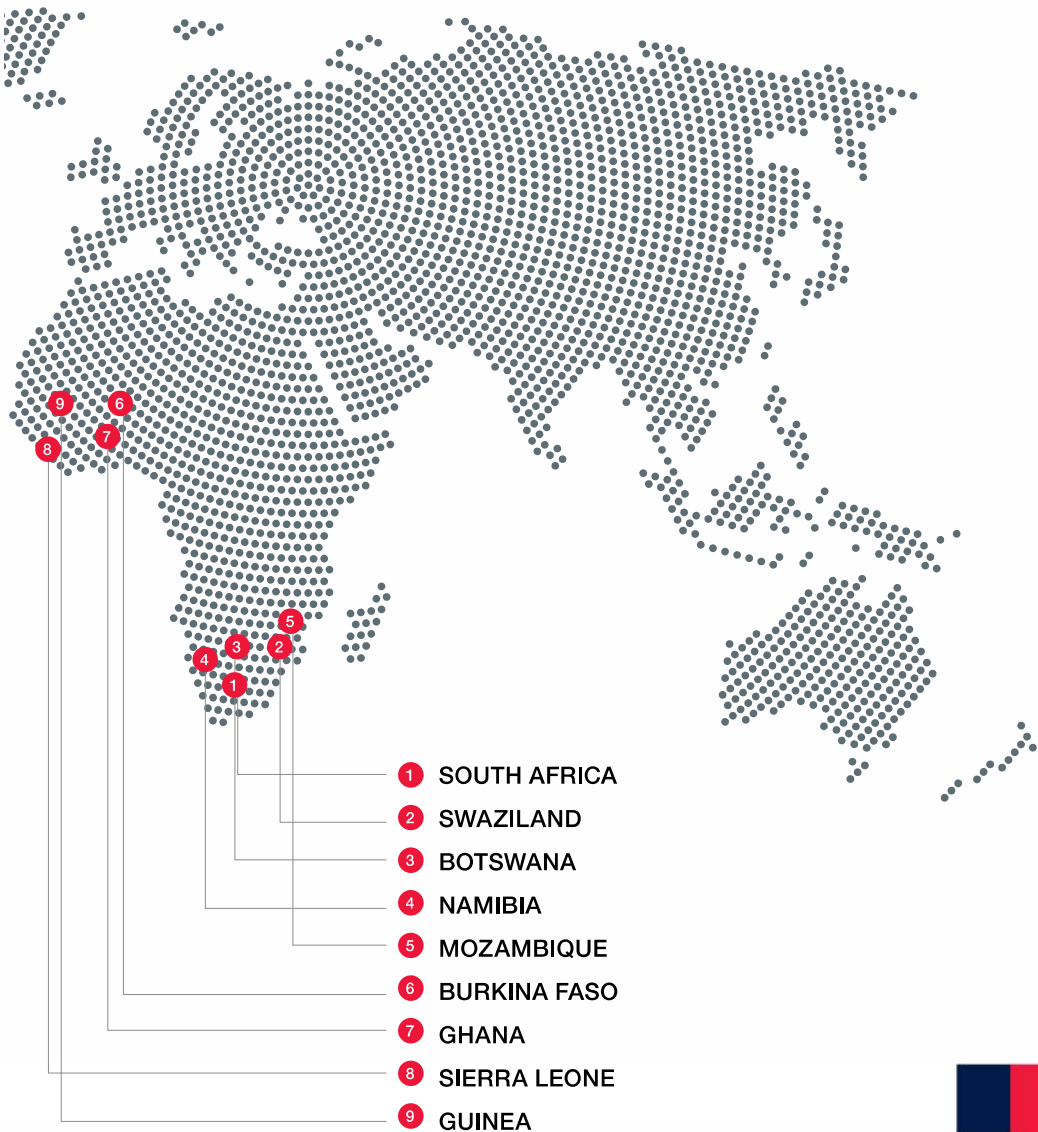 9
6
7
8
5
3
2
4
1
1 SOUTH AFRICA
2 SWAZILAND
3 BOTSWANA
4 NAMIBIA
5 MOZAMBIQUE
6 BURKINA FASO
7 GHANA
8 SIERRA LEONE
9 GUINEA